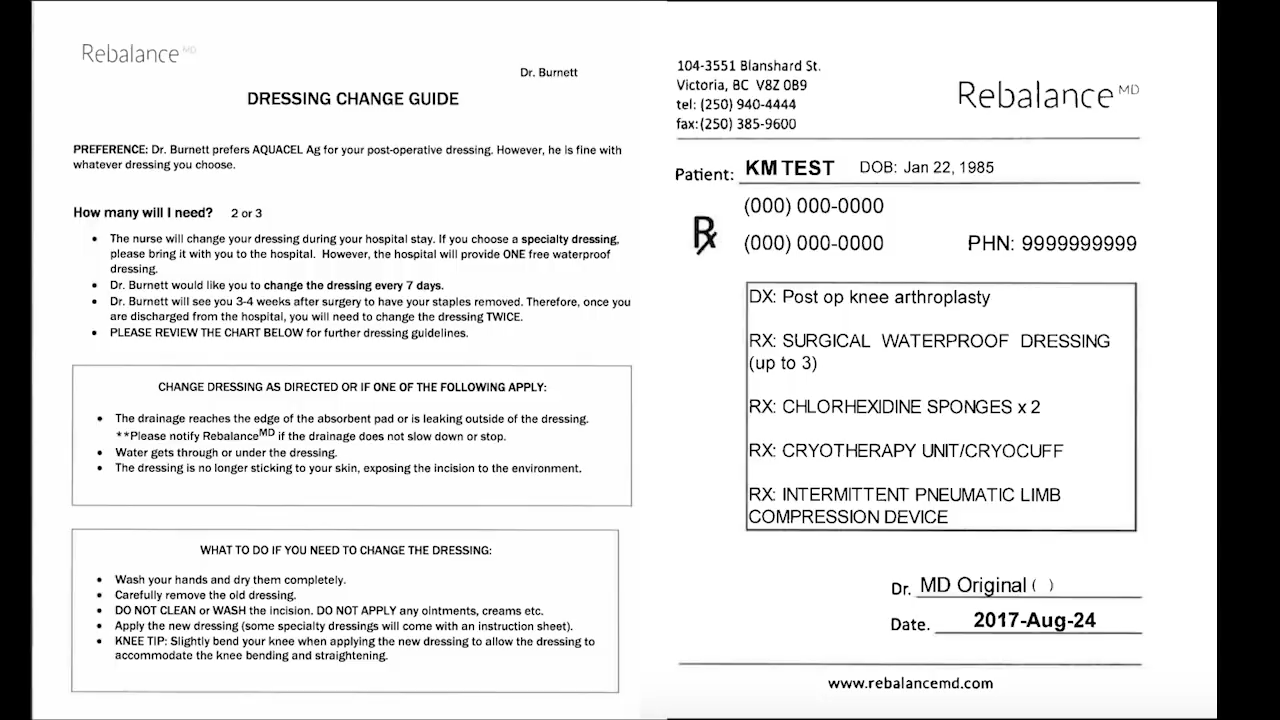 Rebalance MD
Dr. Burnett
DRESSING CHANGE GUIDE
PREFERENCE: Dr. Burnett prefers AQUACEL Ag for your post-operative dressing. However, he is fine with
whatever dressing you choose.
How many will I need? 2 or 3
• The nurse will change your dressing during your hospital stay. If you choose a specialty dressing,
please bring it with you to the hospital. However, the hospital will provide ONE free waterproof
dressing.
• Dr. Burnett would like you to change the dressing every 7 days.
• Dr. Burnett will see you 3-4 weeks after surgery to have your staples removed. Therefore, once you
are discharged from the hospital, you will need to change the dressing TWICE.
• PLEASE REVIEW THE CHART BELOW for further dressing guidelines.
CHANGE DRESSING AS DIRECTED OR IF ONE OF THE FOLLOWING APPLY:
• The drainage reaches the edge of the absorbent pad or is leaking outside of the dressing.
**Please notify RebalanceMD if the drainage does not slow down or stop.
• Water gets through or under the dressing.
• The dressing is no longer sticking to your skin, exposing the incision to the environment.
WHAT TO DO IF YOU NEED TO CHANGE THE DRESSING:
• Wash your hands and dry them completely.
• Carefully remove the old dressing.
• DO NOT CLEAN or WASH the incision. DO NOT APPLY any ointments, creams etc.
• Apply the new dressing (some specialty dressings will come with an instruction sheet).
• KNEE TIP: Slightly bend your knee when applying the new dressing to allow the dressing to
accommodate the knee bending and straightening.
104-3551 Blanshard St.
Victoria, BC V8Z 0B9
tel: (250) 940-4444
fax:(250) 385-9600
Rebalance MD
Patient: KM TEST DOB: Jan 22, 1985
(000) 000-0000
Rx
(000) 000-0000 PHN: 9999999999
DX: Post op knee arthroplasty
RX: SURGICAL WATERPROOF DRESSING
(up to 3)
RX: CHLORHEXIDINE SPONGES x 2
RX: CRYOTHERAPY UNIT/CRYOCUFF
RX: INTERMITTENT PNEUMATIC LIMB
COMPRESSION DEVICE
Dr. MD Original ( )
Date. 2017-Aug-24
www.rebalancemd.com